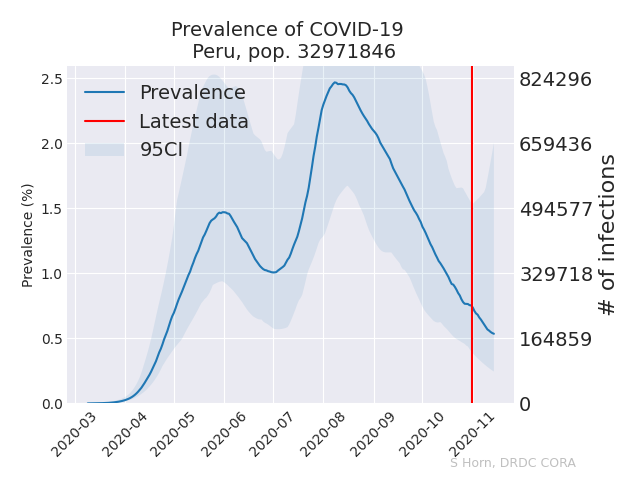 Prevalence of COVID-19
Peru, pop. 32971846
Prevalence (%)
2.5
2.0
1.5
1.0
0.5
0.0
Prevalence
Latest data
95CI
824296
659436
494577
329718
164859
0
# of infections
2020-03
2020-04
2020-05
2020-06
2020-07
2020-08
2020-09
2020-10
2020-11
S Horn, DRDC CORA